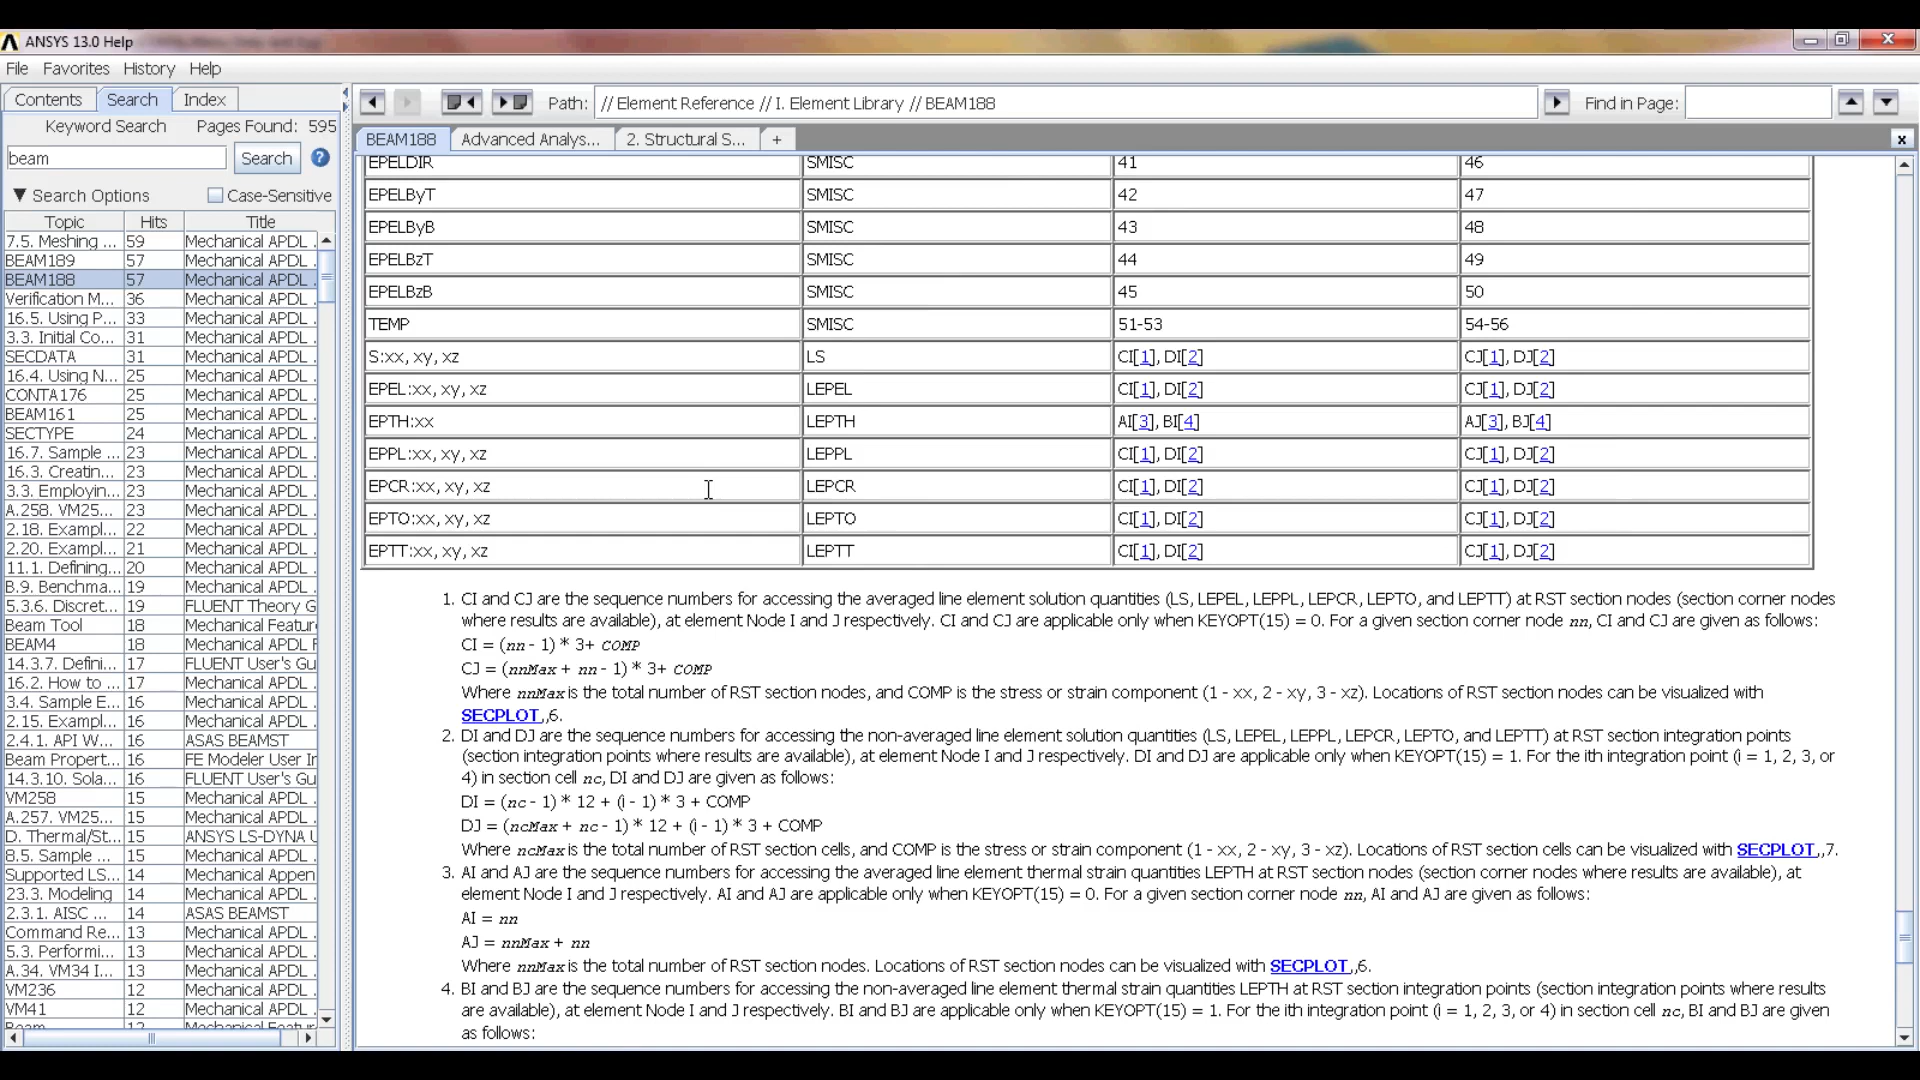 ANSYS 13.0 Help
File Favorites History Help
Contents Search Index
Path: // Element Reference // I. Element Library // BEAM188 Find in Page:
Keyword Search Pages Found: 595
BEAM188 Advanced Analys... 2. Structural S... +
beam Search ?
Search Options Case-Sensitive
Topic Hits Title
7.5. Meshing ... 59 Mechanical APDL .
BEAM189 57 Mechanical APDL .
BEAM188 57 Mechanical APDL .
Verification M... 36 Mechanical APDL .
16.5. Using P... 33 Mechanical APDL .
3.3. Initial Co... 31 Mechanical APDL .
SECDATA 31 Mechanical APDL .
16.4. Using N... 25 Mechanical APDL .
CONTA176 25 Mechanical APDL .
BEAM161 25 Mechanical APDL .
SECTYPE 24 Mechanical APDL .
16.7. Sample ... 23 Mechanical APDL .
16.3. Creatin... 23 Mechanical APDL .
3.3. Employin... 23 Mechanical APDL .
A.258. VM25... 23 Mechanical APDL .
2.18. Exampl... 22 Mechanical APDL .
2.20. Exampl... 21 Mechanical APDL .
11.1. Defining... 20 Mechanical APDL .
B.9. Benchma... 19 Mechanical APDL .
5.3.6. Discret... 19 FLUENT Theory G
Beam Tool 18 Mechanical Featur
BEAM4 18 Mechanical APDL F
14.3.7. Defini... 17 FLUENT User's Gu
16.2. How to ... 17 Mechanical APDL .
3.4. Sample E... 16 Mechanical APDL .
2.15. Exampl... 16 Mechanical APDL .
2.4.1. API W... 16 ASAS BEAMST
Beam Propert... 16 FE Modeler User In
14.3.10. Sola... 16 FLUENT User's Gu
VM258 15 Mechanical APDL .
A.257. VM25... 15 Mechanical APDL .
D. Thermal/St... 15 ANSYS LS-DYNA U
8.5. Sample ... 15 Mechanical APDL .
Supported LS... 14 Mechanical Appen
23.3. Modeling 14 Mechanical APDL .
2.3.1. AISC ... 14 ASAS BEAMST
Command Re... 13 Mechanical APDL .
5.3. Performi... 13 Mechanical APDL .
A.34. VM34 I... 13 Mechanical APDL .
VM236 12 Mechanical APDL .
VM41 12 Mechanical APDL .
Beam 12 Mechanical Featur
EPELDIR SMISC 41 46
EPELByT SMISC 42 47
EPELByB SMISC 43 48
EPELBzT SMISC 44 49
EPELBzB SMISC 45 50
TEMP SMISC 51-53 54-56
S:xx, xy, xz LS CI[1], DI[2] CJ[1], DJ[2]
EPEL:xx, xy, xz LEPEL CI[1], DI[2] CJ[1], DJ[2]
EPTH:xx LEPTH AI[3], BI[4] AJ[3], BJ[4]
EPPL:xx, xy, xz LEPPL CI[1], DI[2] CJ[1], DJ[2]
EPCR:xx, xy, xz LEPCR CI[1], DI[2] CJ[1], DJ[2]
EPTO:xx, xy, xz LEPTO CI[1], DI[2] CJ[1], DJ[2]
EPTT:xx, xy, xz LEPTT CI[1], DI[2] CJ[1], DJ[2]
1. CI and CJ are the sequence numbers for accessing the averaged line element solution quantities (LS, LEPEL, LEPPL, LEPCR, LEPTO, and LEPTT) at RST section nodes (section corner nodes
where results are available), at element Node I and J respectively. CI and CJ are applicable only when KEYOPT(15) = 0. For a given section corner node nn, CI and CJ are given as follows:
CI = (nn - 1) * 3+ COMP
CJ = (nnMax + nn - 1) * 3+ COMP
Where nnMax is the total number of RST section nodes, and COMP is the stress or strain component (1 - xx, 2 - xy, 3 - xz). Locations of RST section nodes can be visualized with
SECPLOT,,6.
2. DI and DJ are the sequence numbers for accessing the non-averaged line element solution quantities (LS, LEPEL, LEPPL, LEPCR, LEPTO, and LEPTT) at RST section integration points
(section integration points where results are available), at element Node I and J respectively. DI and DJ are applicable only when KEYOPT(15) = 1. For the ith integration point (i = 1, 2, 3, or
4) in section cell nc, DI and DJ are given as follows:
DI = (nc - 1) * 12 + (i - 1) * 3 + COMP
DJ = (ncMax + nc - 1) * 12 + (i - 1) * 3 + COMP
Where ncMax is the total number of RST section cells, and COMP is the stress or strain component (1 - xx, 2 - xy, 3 - xz). Locations of RST section cells can be visualized with SECPLOT,,7.
3. AI and AJ are the sequence numbers for accessing the averaged line element thermal strain quantities LEPTH at RST section nodes (section corner nodes where results are available), at
element Node I and J respectively. AI and AJ are applicable only when KEYOPT(15) = 0. For a given section corner node nn, AI and AJ are given as follows:
AI = nn
AJ = nnMax + nn
Where nnMax is the total number of RST section nodes. Locations of RST section nodes can be visualized with SECPLOT,,6.
4. BI and BJ are the sequence numbers for accessing the non-averaged line element thermal strain quantities LEPTH at RST section integration points (section integration points where results
are available), at element Node I and J respectively. BI and BJ are applicable only when KEYOPT(15) = 1. For the ith integration point (i = 1, 2, 3, or 4) in section cell nc, BI and BJ are given
as follows: